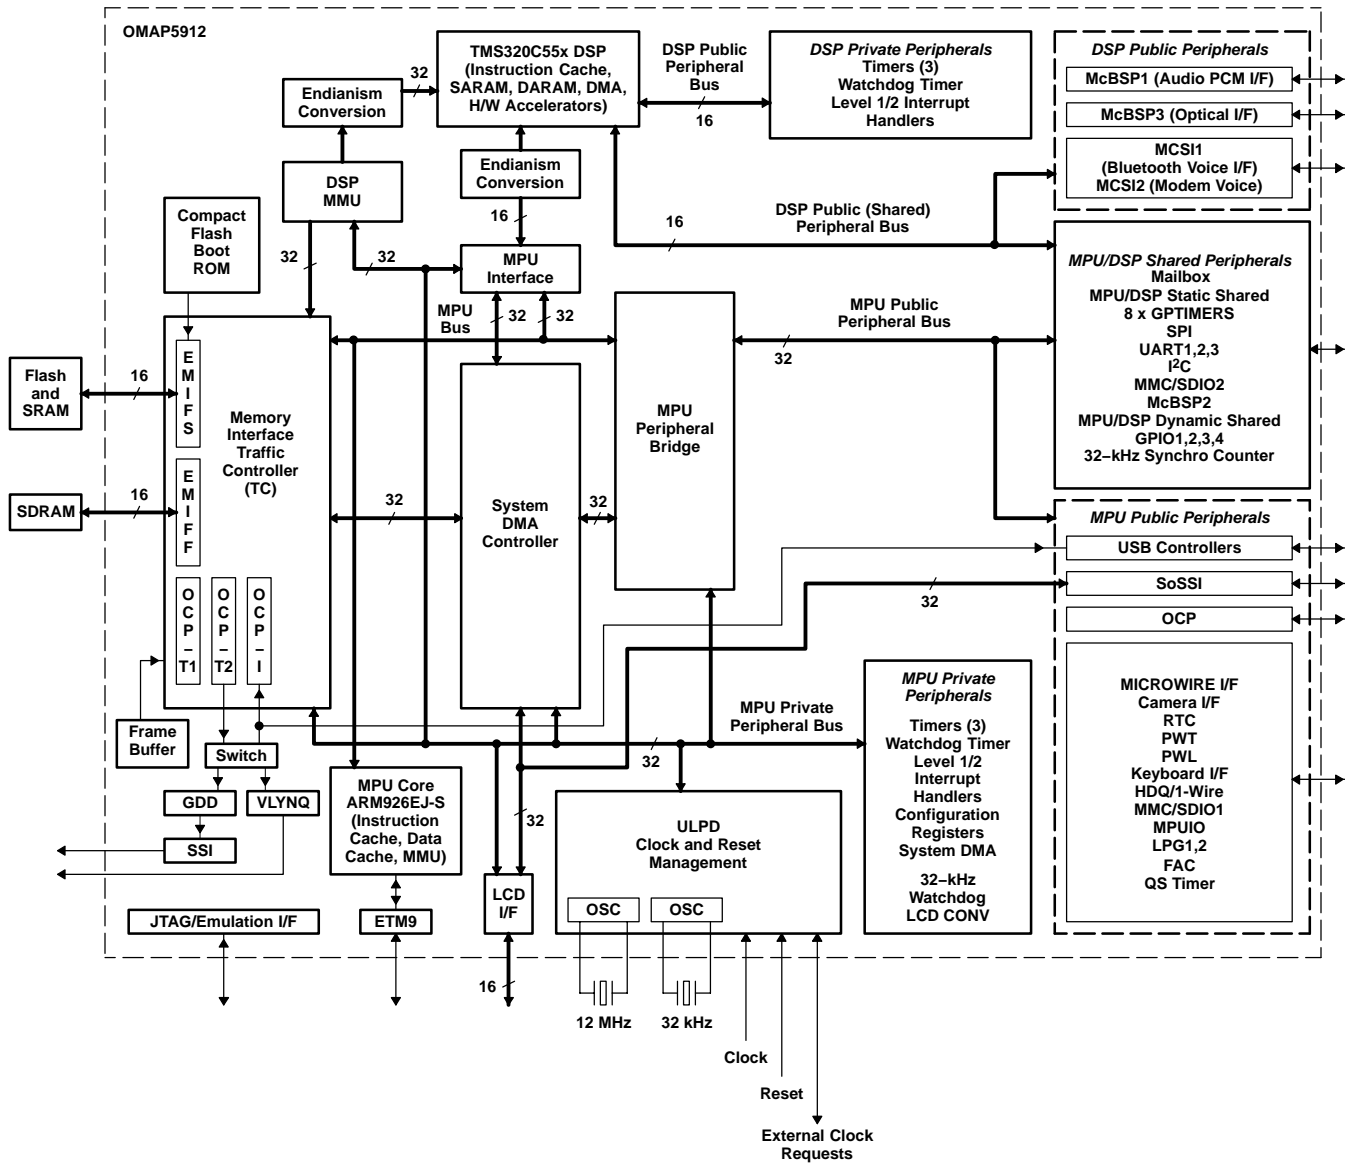 OMAP5912
TMS320C55x DSP
(Instruction Cache,
SARAM, DARAM, DMA,
H/W Accelerators)
32
Endianism
Conversion
DSP Public
Peripheral
Bus
16
DSP Private Peripherals
Timers (3)
Watchdog Timer
Level 1/2 Interrupt
Handlers
DSP Public Peripherals
McBSP1 (Audio PCM I/F)
McBSP3 (Optical I/F)
MCSI1
(Bluetooth Voice I/F)
MCSI2 (Modem Voice)
DSP
MMU
Endianism
Conversion
16
Compact
Flash
Boot
ROM
32
32
MPU
Interface
DSP Public (Shared)
16
Peripheral Bus
MPU
Bus
32
32
MPU Public
Peripheral Bus
32
MPU/DSP Shared Peripherals
Mailbox
MPU/DSP Static Shared
8 x GPTIMERS
SPI
UART1,2,3
I2C
MMC/SDIO2
McBSP2
MPU/DSP Dynamic Shared
GPIO1,2,3,4
32–kHz Synchro Counter
Flash
and
SRAM
16
EMIFS
Memory
Interface
Traffic
Controller
(TC)
MPU
Peripheral
Bridge
SDRAM
16
EMIFF
32
System
DMA
Controller
32
MPU Public Peripherals
USB Controllers
SoSSI
32
OCP
OCP_T1
OCP_T2
OCP_I
Frame
Buffer
Switch
GDD
VLYNQ
SSI
MPU Private
Peripheral Bus
32
MPU Private
Peripherals
Timers (3)
Watchdog Timer
Level 1/2
Interrupt
Handlers
Configuration
Registers
System DMA
32–kHz
Watchdog
LCD CONV
MICROWIRE I/F
Camera I/F
RTC
PWT
PWL
Keyboard I/F
HDQ/1-Wire
MMC/SDIO1
MPUIO
LPG1,2
FAC
QS Timer
MPU Core
ARM926EJ-S
(Instruction
Cache, Data
Cache, MMU)
32
ULPD
Clock and Reset
Management
LCD
I/F
OSC
OSC
JTAG/Emulation I/F
ETM9
16
12 MHz
32 kHz
Clock
Reset
External Clock
Requests